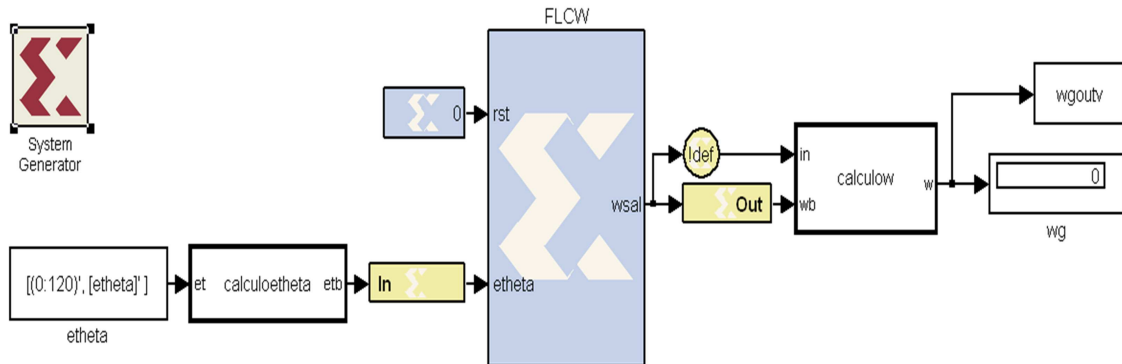 FLCW
System
Generator
0
rst
!def
in
wgoutv
wsal
calculow
w
0
Out
wb
wg
[(0:120)', [etheta]' ]
et
calculoetheta
etb
In
etheta
etheta